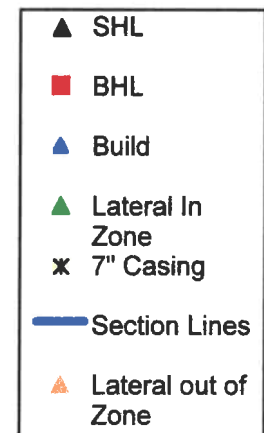 SHL
BHL
Build
Lateral In
Zone
7" Casing
Section Lines
Lateral out of
Zone